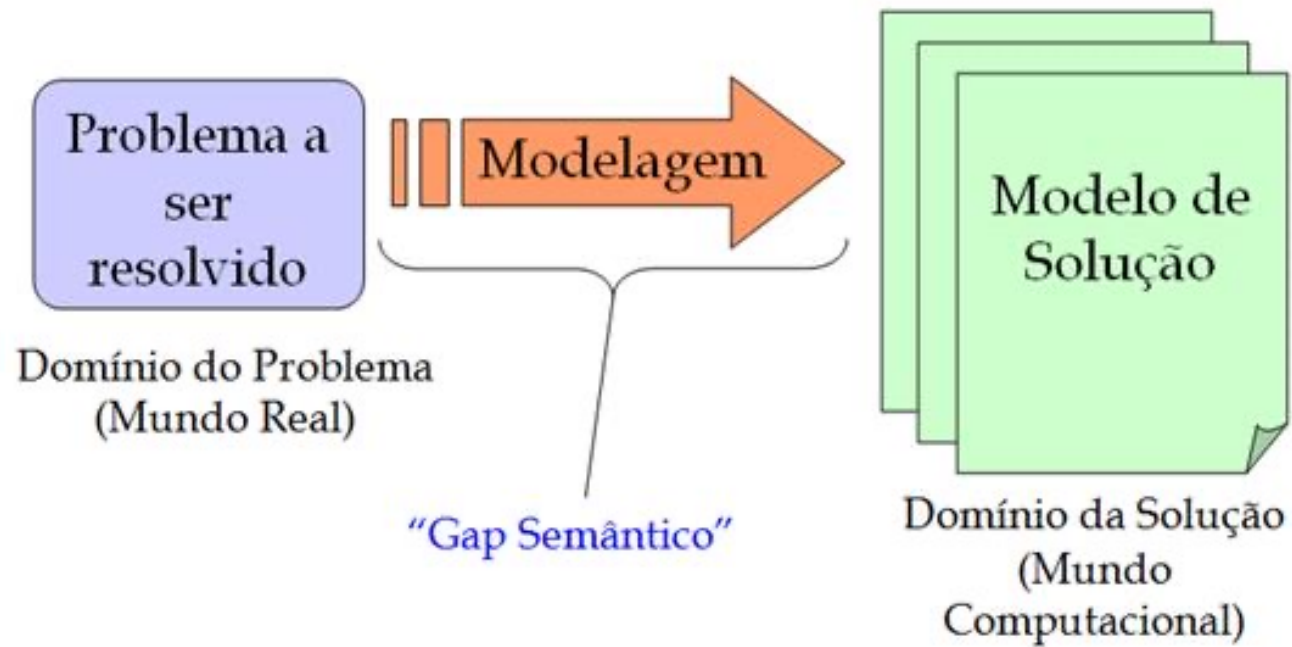 Problema a
ser
resolvido
Modelagem
Modelo de
Solução
Domínio do Problema
(Mundo Real)
“Gap Semântico”
Domínio da Solução
(Mundo
Computacional)